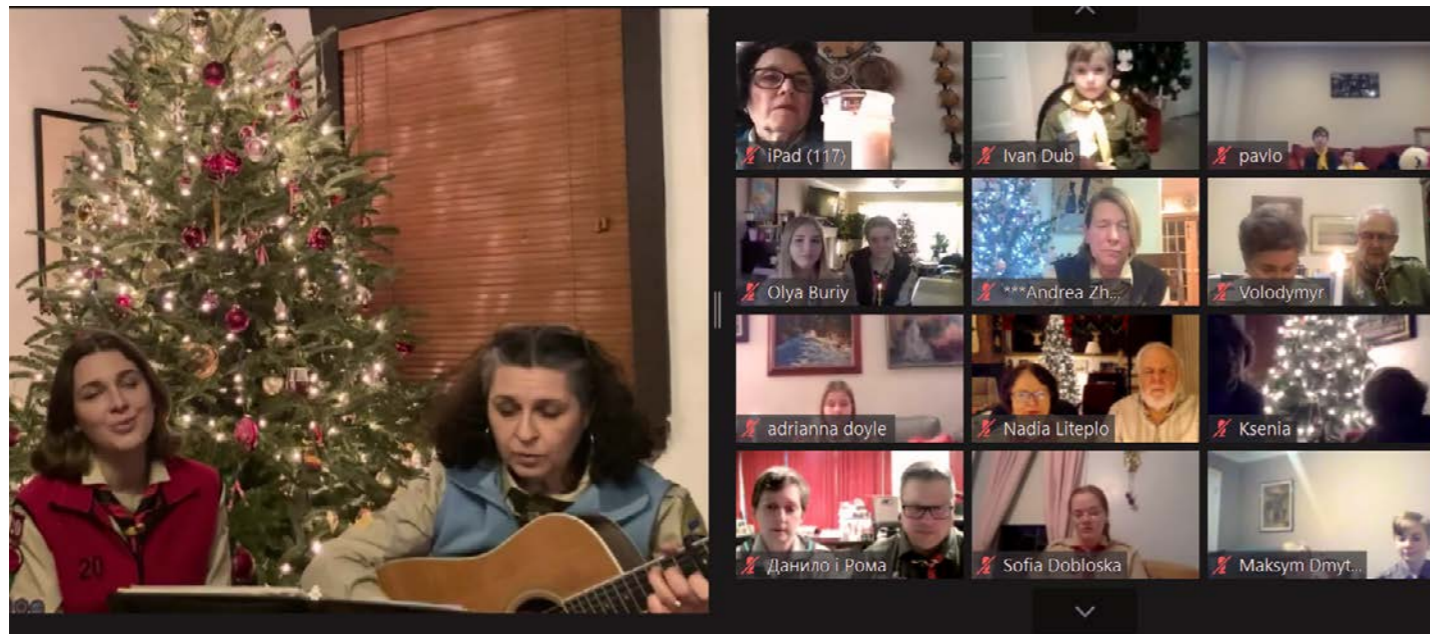 iPad (117)
Ivan Dub
pavlo
Olya Buriy
***Andrea Zh...
Volodymyr
adrianna doyle
Nadia Liteplo
Ksenia
Данило і Рома
Sofia Dobloska
Maksym Dmyt...
20